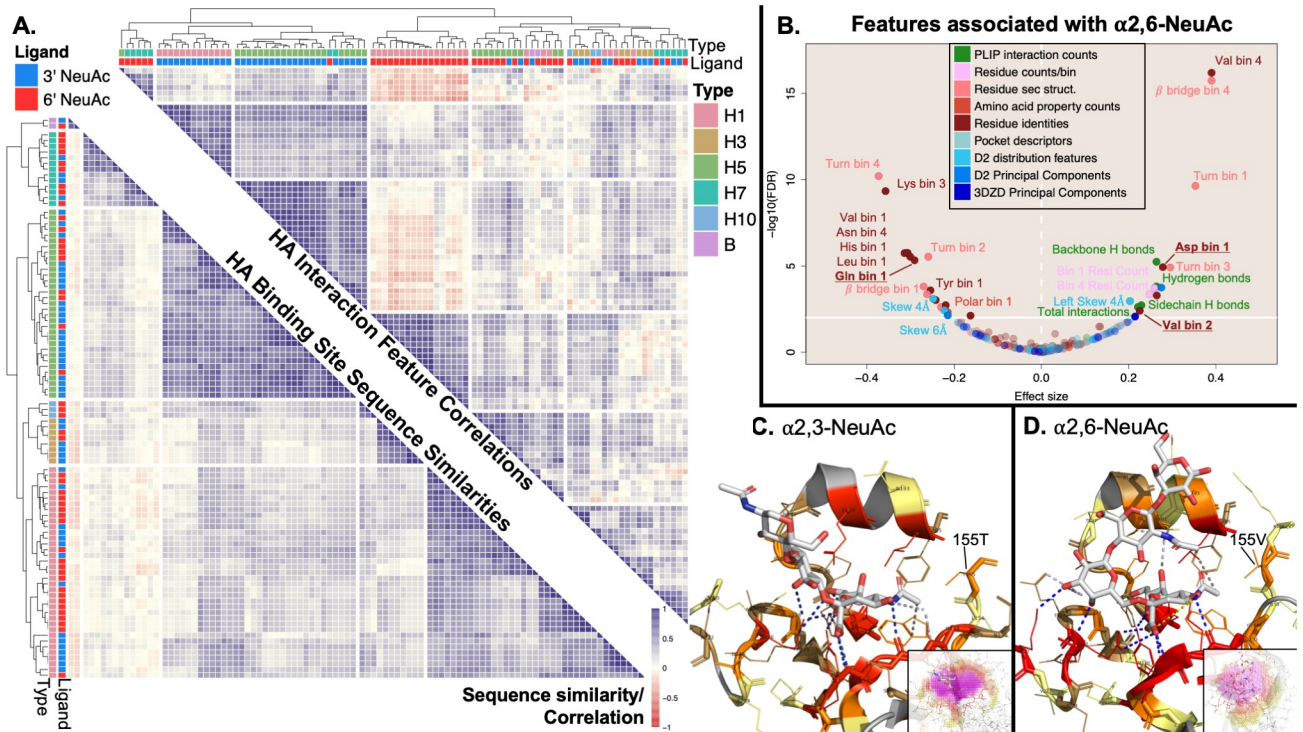 A.
Ligand
3' NeuAc
6' NeuAc
Type
Ligand
Type
H1
H3
H5
H7
H10
B
HA Interaction Feature Correlations
HA Binding Site Sequence Similarities
1
0.5
0
−0.5
−1
Sequence similarity/
Correlation
Type
Ligand
B.
Features associated with α2,6-NeuAc
PLIP interaction counts
Residue counts/bin
Residue sec struct.
Amino acid property counts
Residue identities
Pocket descriptors
D2 distribution features
D2 Principal Components
3DZD Principal Components
Val bin 4
β bridge bin 4
Turn bin 4
Lys bin 3
Turn bin 1
Val bin 1
Asn bin 4
His bin 1
Leu bin 1
Gln bin 1
Turn bin 2
β bridge bin 1
Tyr bin 1
Skew 4Å
Polar bin 1
Skew 6Å
Backbone H bonds
Asp bin 1
Bin 1 Resi Count
Turn bin 3
Hydrogen bonds
Bin 4 Resi Count
Left Skew 4Å
Sidechain H bonds
Total interactions
Val bin 2
−log10(FDR)
15
10
5
0
−0.4
−0.2
0.0
0.2
0.4
Effect size
C. α2,3-NeuAc
155T
D. α2,6-NeuAc
155V